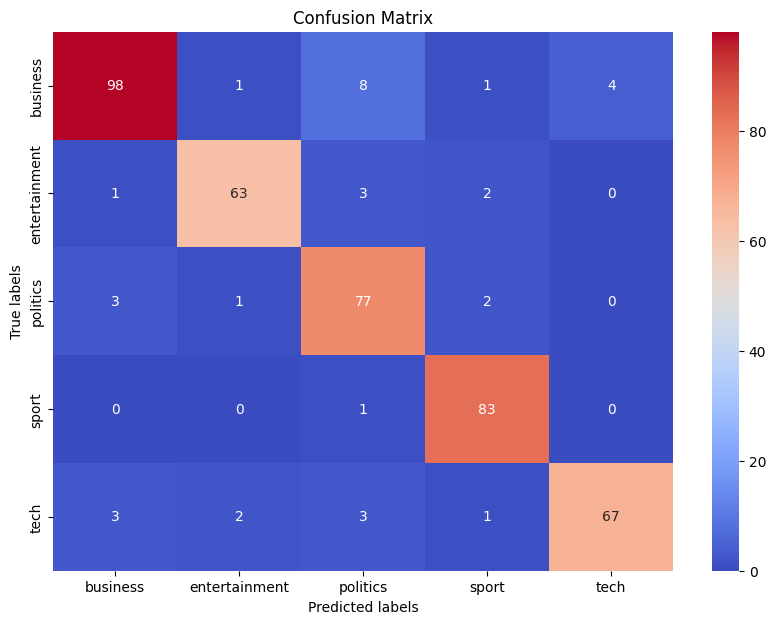 Confusion Matrix
business 98 1 8 1 4
entertainment 1 63 3 2 0
politics 3 1 77 2 0
sport 0 0 1 83 0
tech 3 2 3 1 67
True labels
business entertainment politics sport tech
Predicted labels
80
60
40
20
0